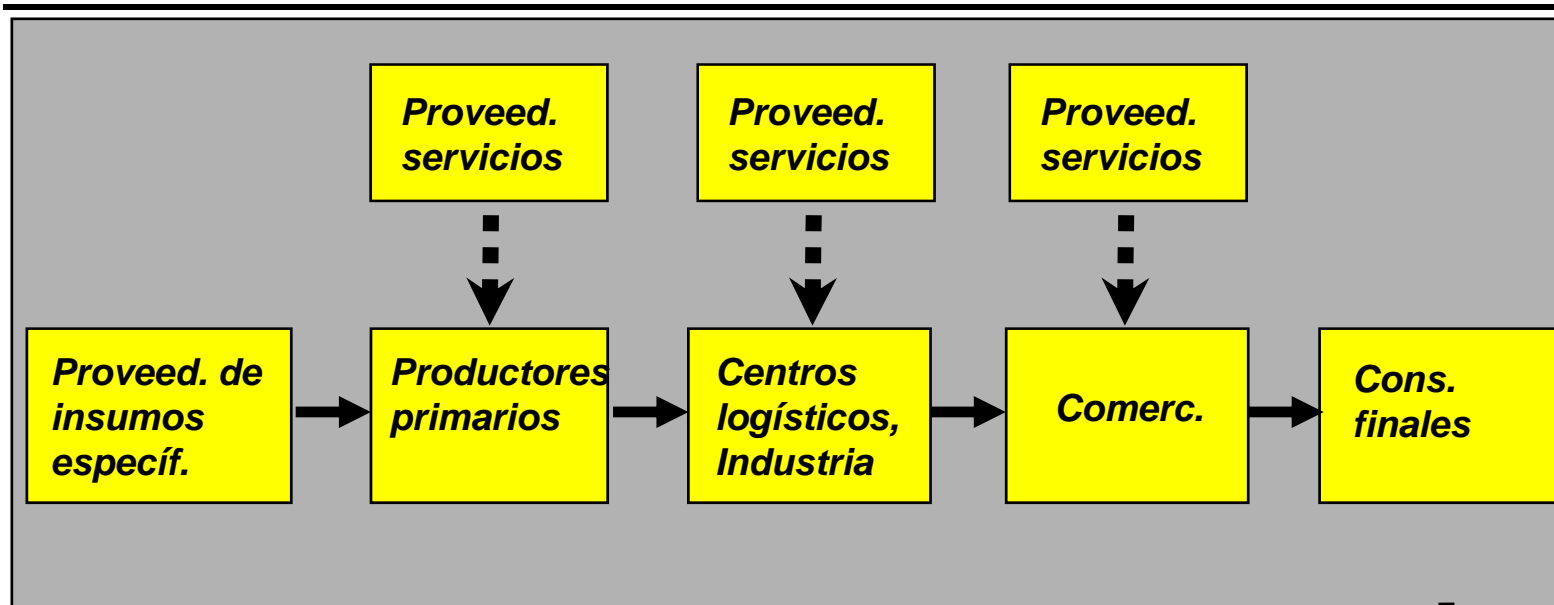 Proveed.
servicios
Proveed.
servicios
Proveed.
servicios
Proveed. de
insumos
específ.
Productores
primarios
Centros
logísticos,
Industria
Comerc.
Cons.
finales